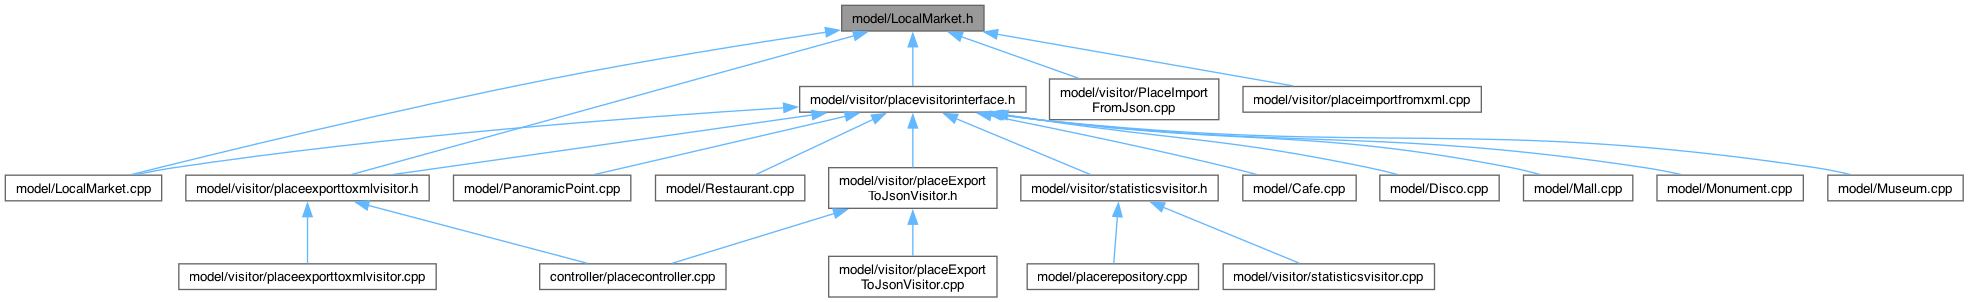 model/LocalMarket.h
model/visitor/placevisitorinterface.h
model/visitor/PlaceImport
FromJson.cpp
model/visitor/placeimportfromxml.cpp
model/LocalMarket.cpp
model/visitor/placeexporttoxmlvisitor.h
model/PanoramicPoint.cpp
model/Restaurant.cpp
model/visitor/placeExport
ToJsonVisitor.h
model/visitor/statisticsvisitor.h
model/Cafe.cpp
model/Disco.cpp
model/Mall.cpp
model/Monument.cpp
model/Museum.cpp
model/visitor/placeexporttoxmlvisitor.cpp
controller/placecontroller.cpp
model/visitor/placeExport
ToJsonVisitor.cpp
model/placerepository.cpp
model/visitor/statisticsvisitor.cpp